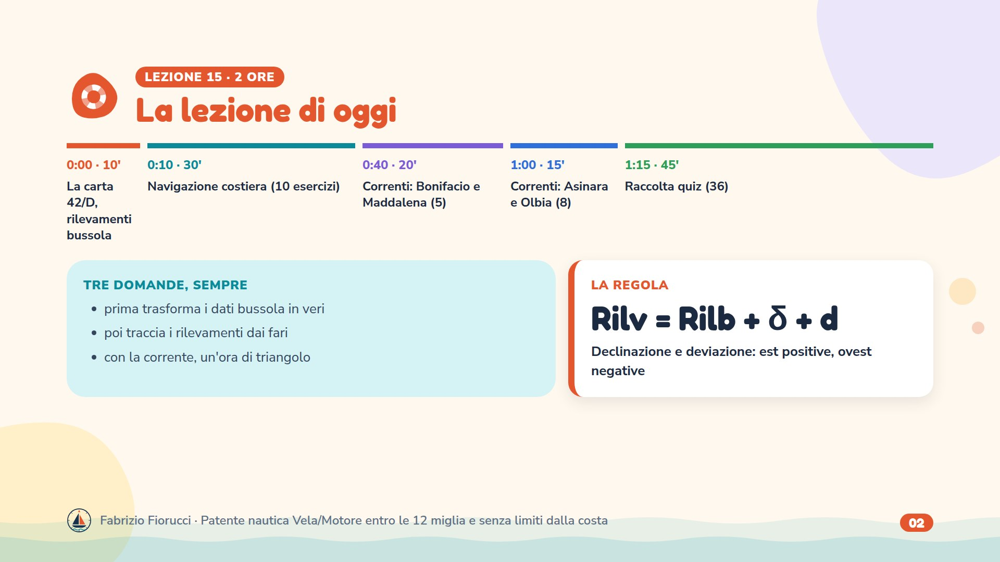 LEZIONE 15 · 2 ORE
La lezione di oggi
0:00 · 10'
La carta
42/D,
rilevamenti
bussola
0:10 · 30'
Navigazione costiera (10 esercizi)
0:40 · 20'
Correnti: Bonifacio e
Maddalena (5)
1:00 · 15'
Correnti: Asinara
e Olbia (8)
1:15 · 45'
Raccolta quiz (36)
TRE DOMANDE, SEMPRE
• prima trasforma i dati bussola in veri
• poi traccia i rilevamenti dai fari
• con la corrente, un'ora di triangolo
LA REGOLA
Rilv = Rilb + δ + d
Declinazione e deviazione: est positive, ovest
negative
Fabrizio Fiorucci · Patente nautica Vela/Motore entro le 12 miglia e senza limiti dalla costa
02